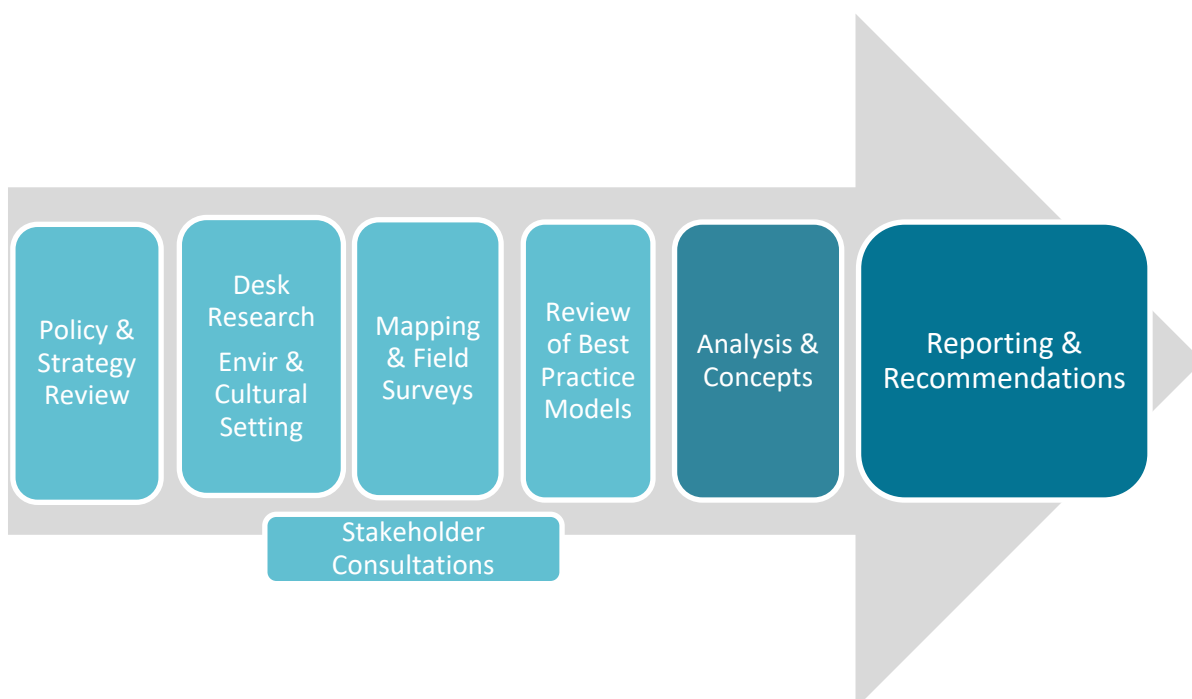 Policy &
Strategy
Review
Desk
Research
Envir &
Cultural
Setting
Mapping
& Field
Surveys
Review
of Best
Practice
Models
Analysis &
Concepts
Reporting &
Recommendations
Stakeholder
Consultations